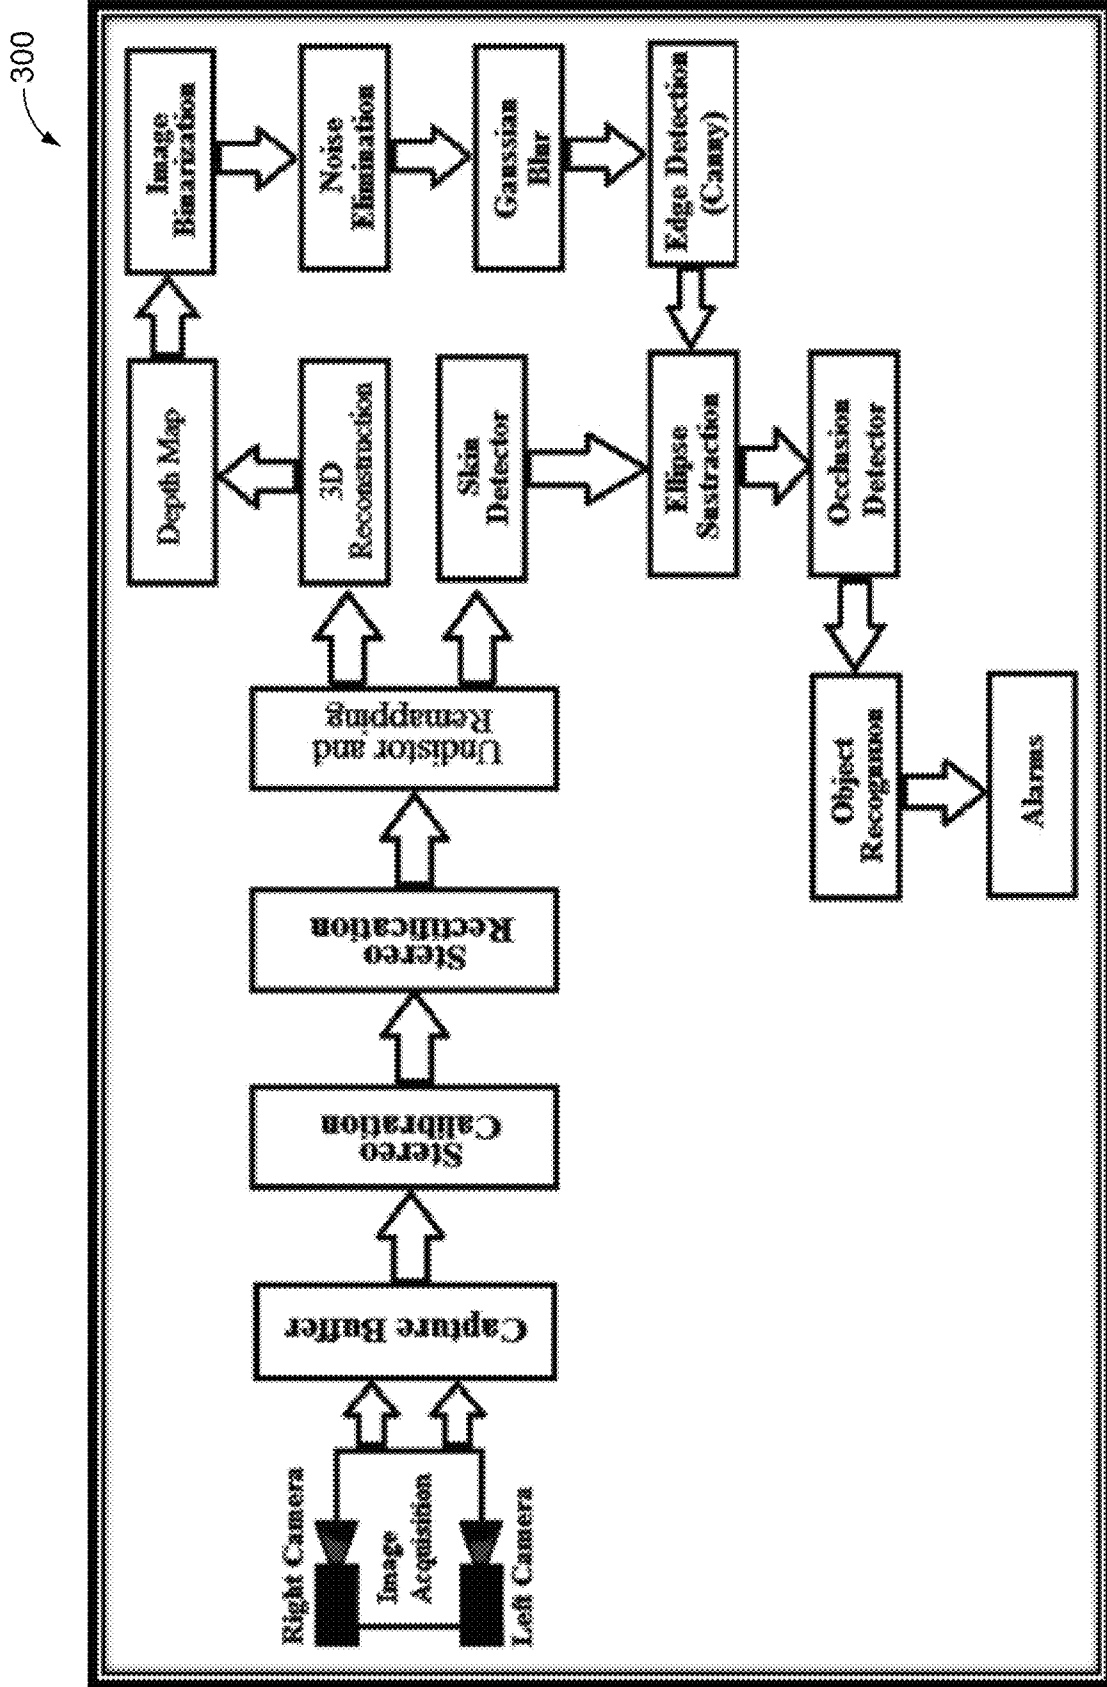 300
Right Camera
Image
Acquisition
Left Camera
Capture Buffer
Stereo
Calibration
Stereo
Rectification
Undistor and
Remapping
3D
Reconstruction
Depth Map
Image
Binarization
Noise
Elimination
Gaussian
Blur
Edge Detection
(Canny)
Skin
Detector
Ellipse
Sustraction
Occlusion
Detector
Object
Recognition
Alarms